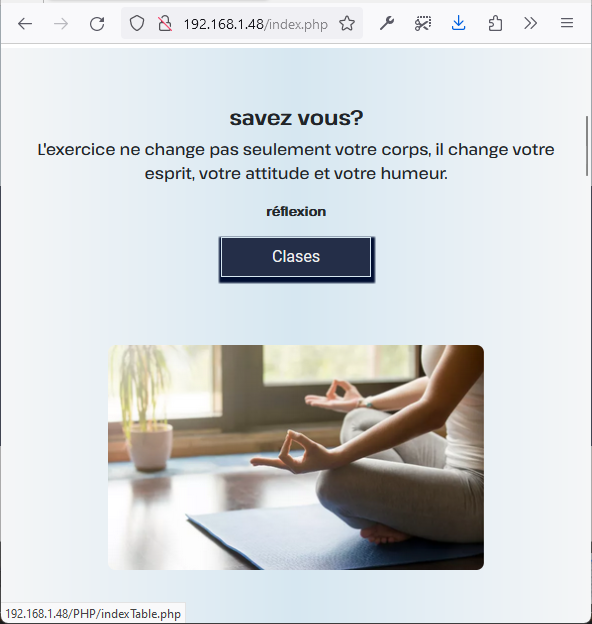 192.168.1.48/index.php
savez vous?
L'exercice ne change pas seulement votre corps, il change votre
esprit, votre attitude et votre humeur.
réflexion
Clases
192.168.1.48/PHP/indexTable.php